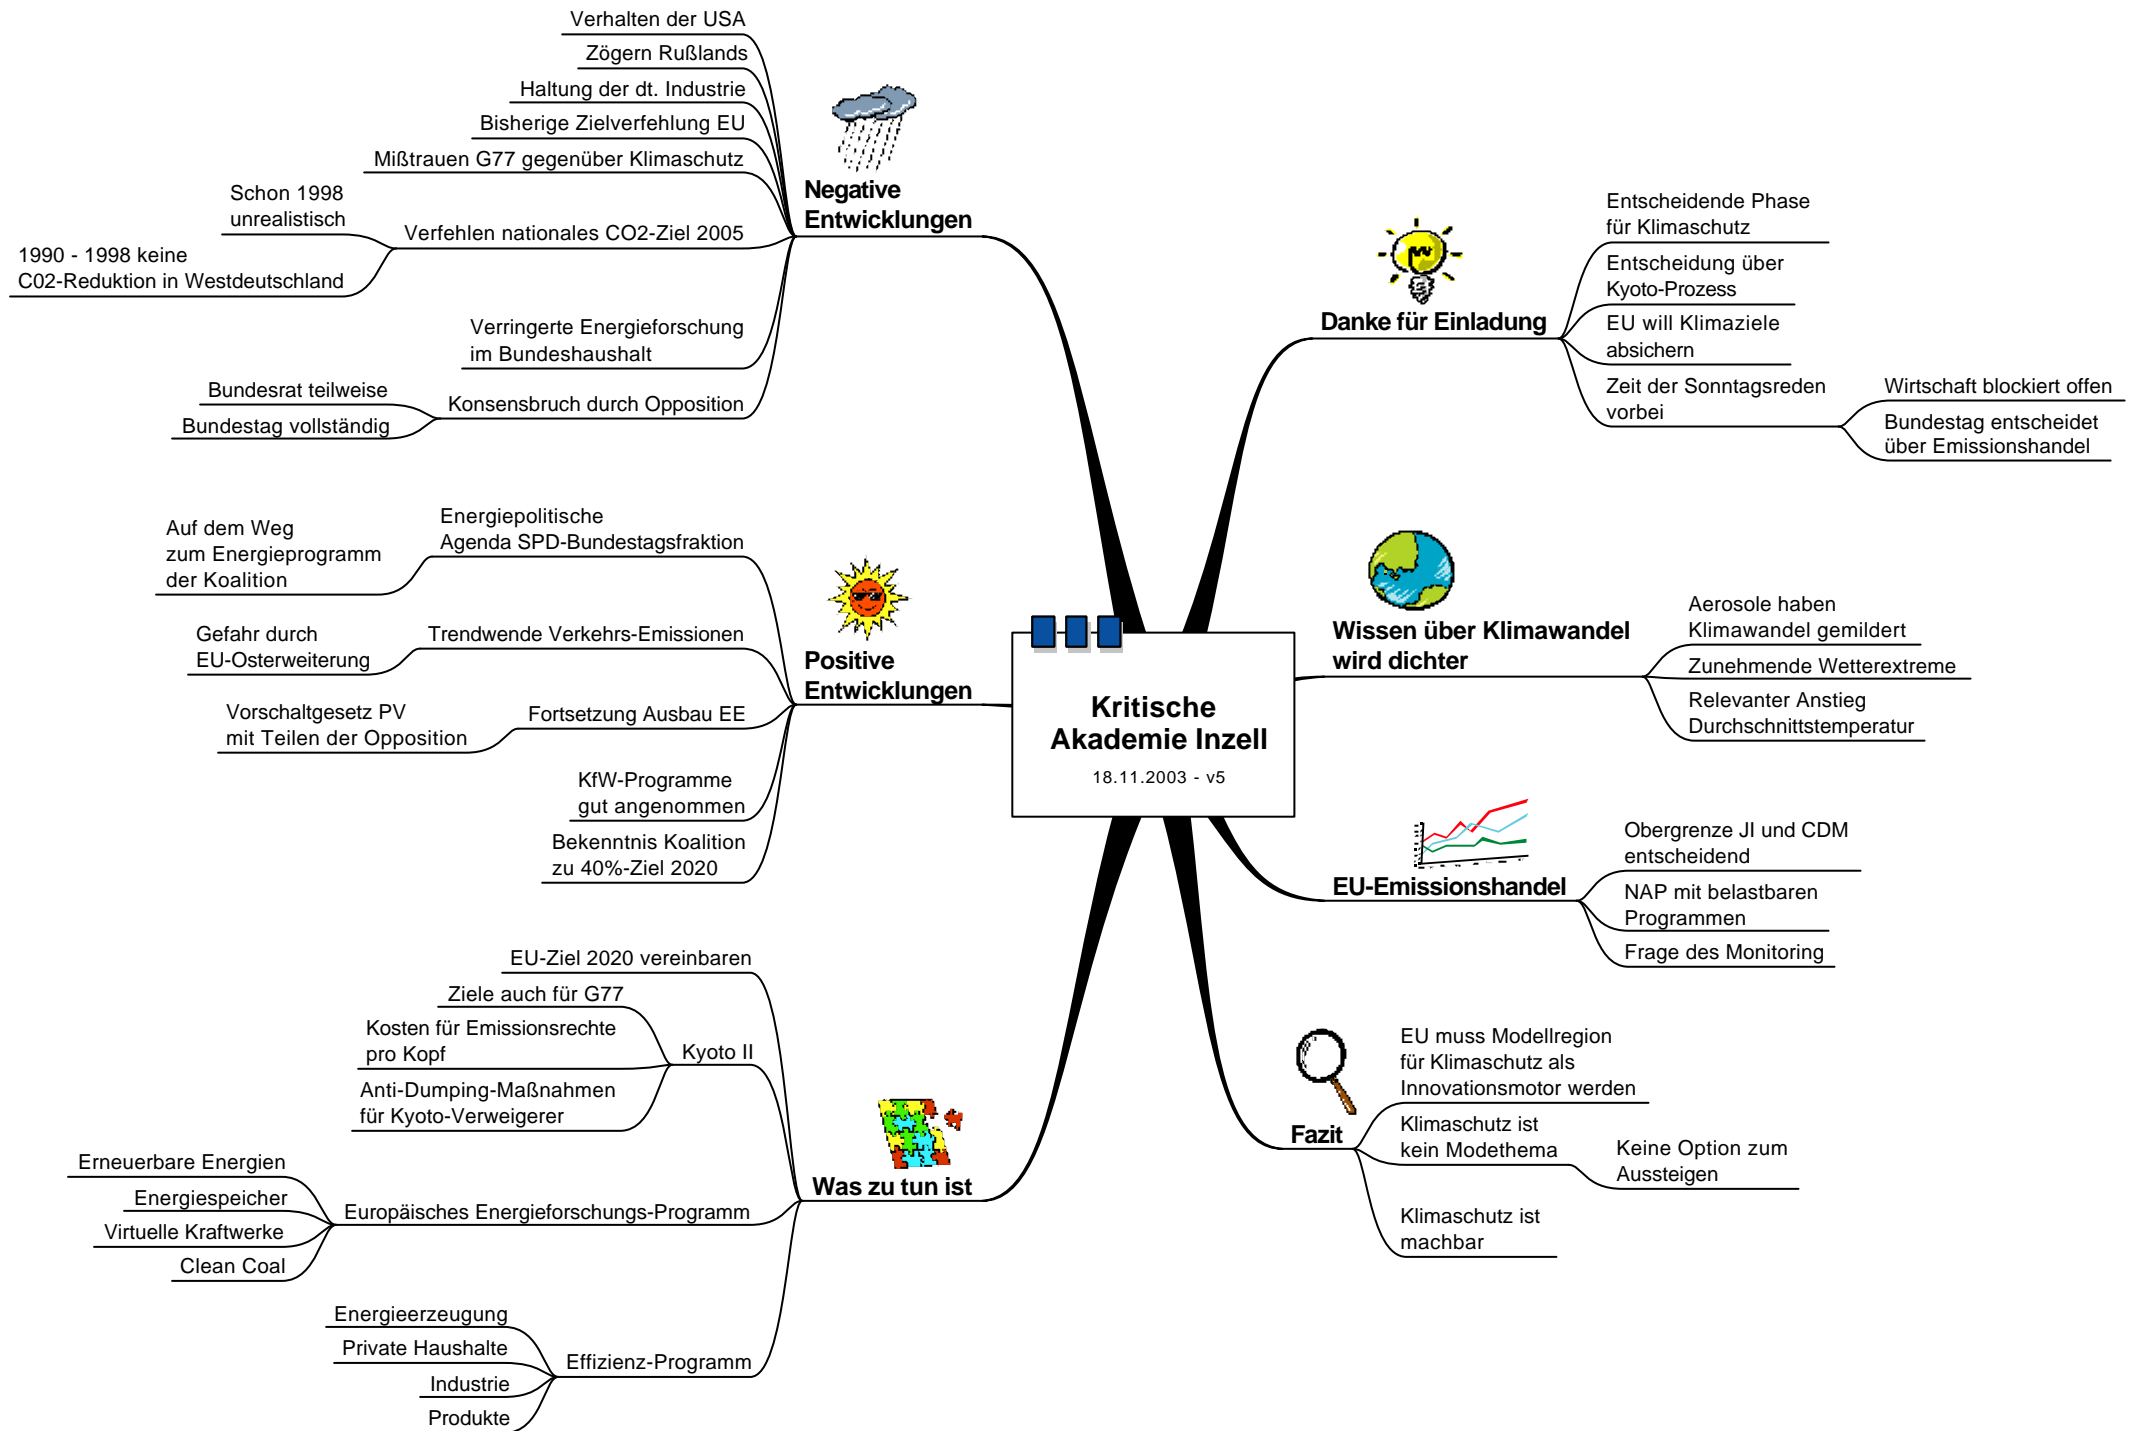 Kritische
Akademie Inzell
18.11.2003 - v5
Danke für Einladung
Entscheidende Phase
für Klimaschutz
Entscheidung über
Kyoto-Prozess
EU will Klimaziele
absichern
Zeit der Sonntagsreden
vorbei
Wirtschaft blockiert offen
Bundestag entscheidet
über Emissionshandel
Wissen über Klimawandel
wird dichter
Aerosole haben
Klimawandel gemildert
Zunehmende Wetterextreme
Relevanter Anstieg
Durchschnittstemperatur
EU-Emissionshandel
Obergrenze JI und CDM
entscheidend
NAP mit belastbaren
Programmen
Frage des Monitoring
Fazit
EU muss Modellregion
für Klimaschutz als
Innovationsmotor werden
Klimaschutz ist
kein Modethema
Keine Option zum
Aussteigen
Klimaschutz ist
machbar
Negative
Entwicklungen
Verhalten der USA
Zögern Rußlands
Haltung der dt. Industrie
Bisherige Zielverfehlung EU
Mißtrauen G77 gegenüber Klimaschutz
Verfehlen nationales CO2-Ziel 2005
Schon 1998
unrealistisch
1990 - 1998 keine
C02-Reduktion in Westdeutschland
Verringerte Energieforschung
im Bundeshaushalt
Konsensbruch durch Opposition
Bundesrat teilweise
Bundestag vollständig
Positive
Entwicklungen
Energiepolitische
Agenda SPD-Bundestagsfraktion
Auf dem Weg
zum Energieprogramm
der Koalition
Trendwende Verkehrs-Emissionen
Gefahr durch
EU-Osterweiterung
Fortsetzung Ausbau EE
Vorschaltgesetz PV
mit Teilen der Opposition
KfW-Programme
gut angenommen
Bekenntnis Koalition
zu 40%-Ziel 2020
Was zu tun ist
EU-Ziel 2020 vereinbaren
Kyoto II
Ziele auch für G77
Kosten für Emissionsrechte
pro Kopf
Anti-Dumping-Maßnahmen
für Kyoto-Verweigerer
Europäisches Energieforschungs-Programm
Erneuerbare Energien
Energiespeicher
Virtuelle Kraftwerke
Clean Coal
Effizienz-Programm
Energieerzeugung
Private Haushalte
Industrie
Produkte